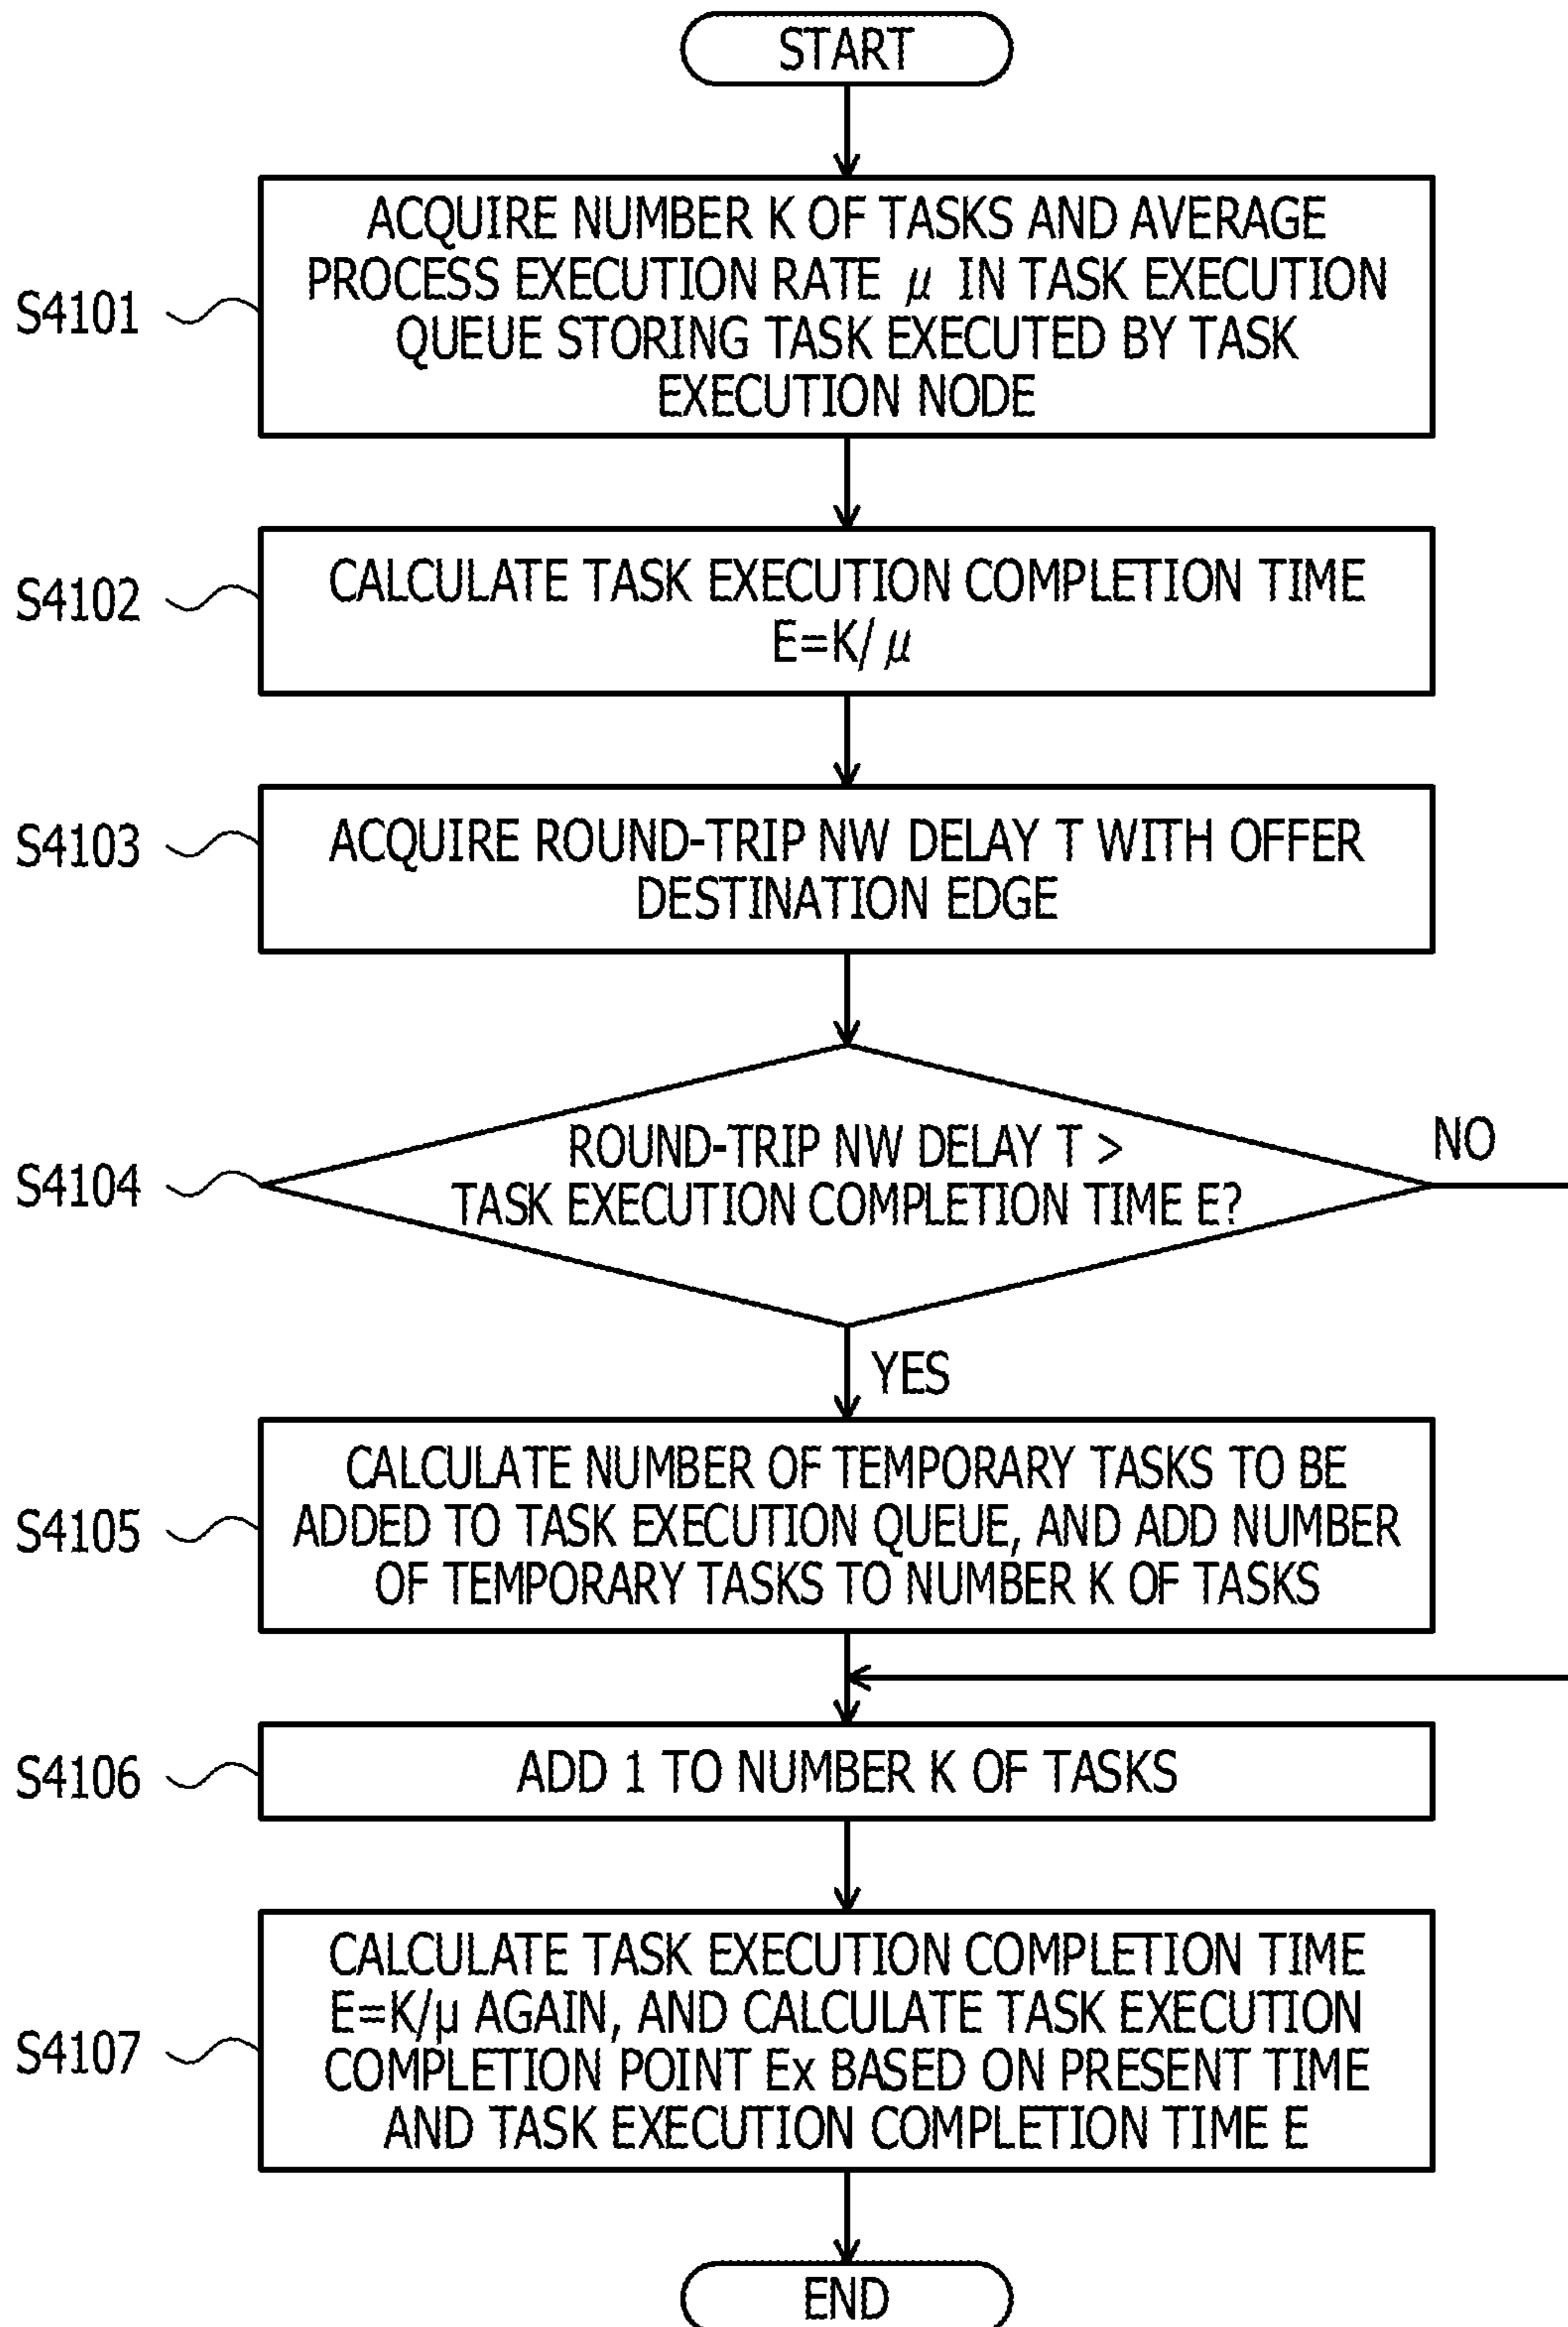 START
S4101
ACQUIRE NUMBER K OF TASKS AND AVERAGE
PROCESS EXECUTION RATE μ IN TASK EXECUTION
QUEUE STORING TASK EXECUTED BY TASK
EXECUTION NODE
S4102
CALCULATE TASK EXECUTION COMPLETION TIME
E=K/μ
S4103
ACQUIRE ROUND-TRIP NW DELAY T WITH OFFER
DESTINATION EDGE
S4104
ROUND-TRIP NW DELAY T >
TASK EXECUTION COMPLETION TIME E?
NO
YES
S4105
CALCULATE NUMBER OF TEMPORARY TASKS TO BE
ADDED TO TASK EXECUTION QUEUE, AND ADD NUMBER
OF TEMPORARY TASKS TO NUMBER K OF TASKS
S4106
ADD 1 TO NUMBER K OF TASKS
S4107
CALCULATE TASK EXECUTION COMPLETION TIME
E=K/μ AGAIN, AND CALCULATE TASK EXECUTION
COMPLETION POINT Ex BASED ON PRESENT TIME
AND TASK EXECUTION COMPLETION TIME E
END